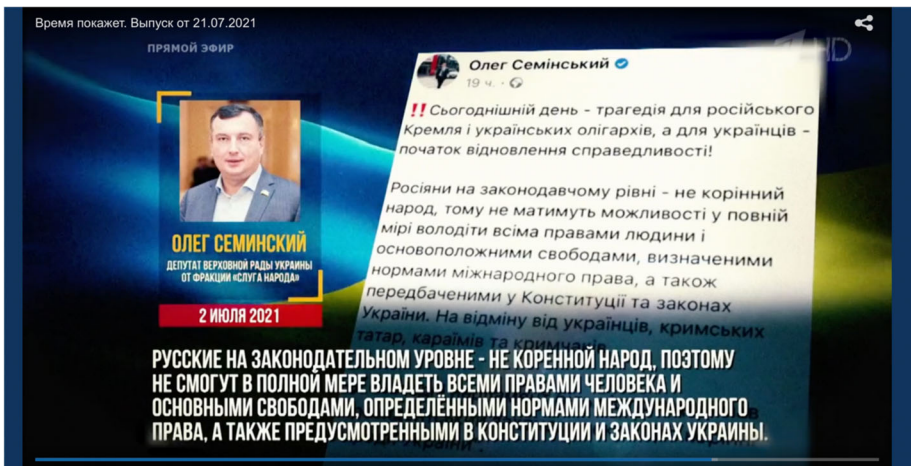 Время покажет. Выпуск от 21.07.2021
ПРЯМОЙ ЭФИР
HD
Олег Семінський
19 ч. ·
‼️Сьогоднішній день - трагедія для російського
Кремля і українських олігархів, а для українців -
початок відновлення справедливості!
Росіяни на законодавчому рівні - не корінний
народ, тому не матимуть можливості у повній
мірі володіти всіма правами людини і
основоположними свободами, визначеними
нормами міжнародного права, а також
передбаченими у Конституції та законах
України. На відміну від українців, кримських
татар, караїмів та кримчаків
ОЛЕГ СЕМИНСКИЙ
ДЕПУТАТ ВЕРХОВНОЙ РАДЫ УКРАИНЫ
ОТ ФРАКЦИИ «СЛУГА НАРОДА»
2 ИЮЛЯ 2021
РУССКИЕ НА ЗАКОНОДАТЕЛЬНОМ УРОВНЕ - НЕ КОРЕННОЙ НАРОД, ПОЭТОМУ
НЕ СМОГУТ В ПОЛНОЙ МЕРЕ ВЛАДЕТЬ ВСЕМИ ПРАВАМИ ЧЕЛОВЕКА И
ОСНОВНЫМИ СВОБОДАМИ, ОПРЕДЕЛЁННЫМИ НОРМАМИ МЕЖДУНАРОДНОГО
ПРАВА, А ТАКЖЕ ПРЕДУСМОТРЕННЫМИ В КОНСТИТУЦИИ И ЗАКОНАХ УКРАИНЫ.